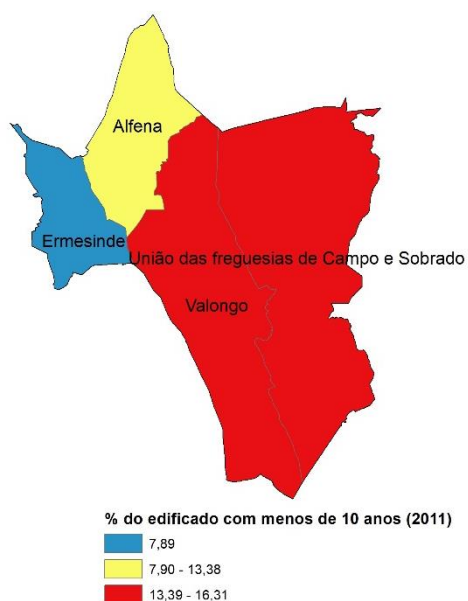 Alfena
Ermesinde
União das freguesias de Campo e Sobrado
Valongo
% do edificado com menos de 10 anos (2011)
7,89
7,90 - 13,38
13,39 - 16,31